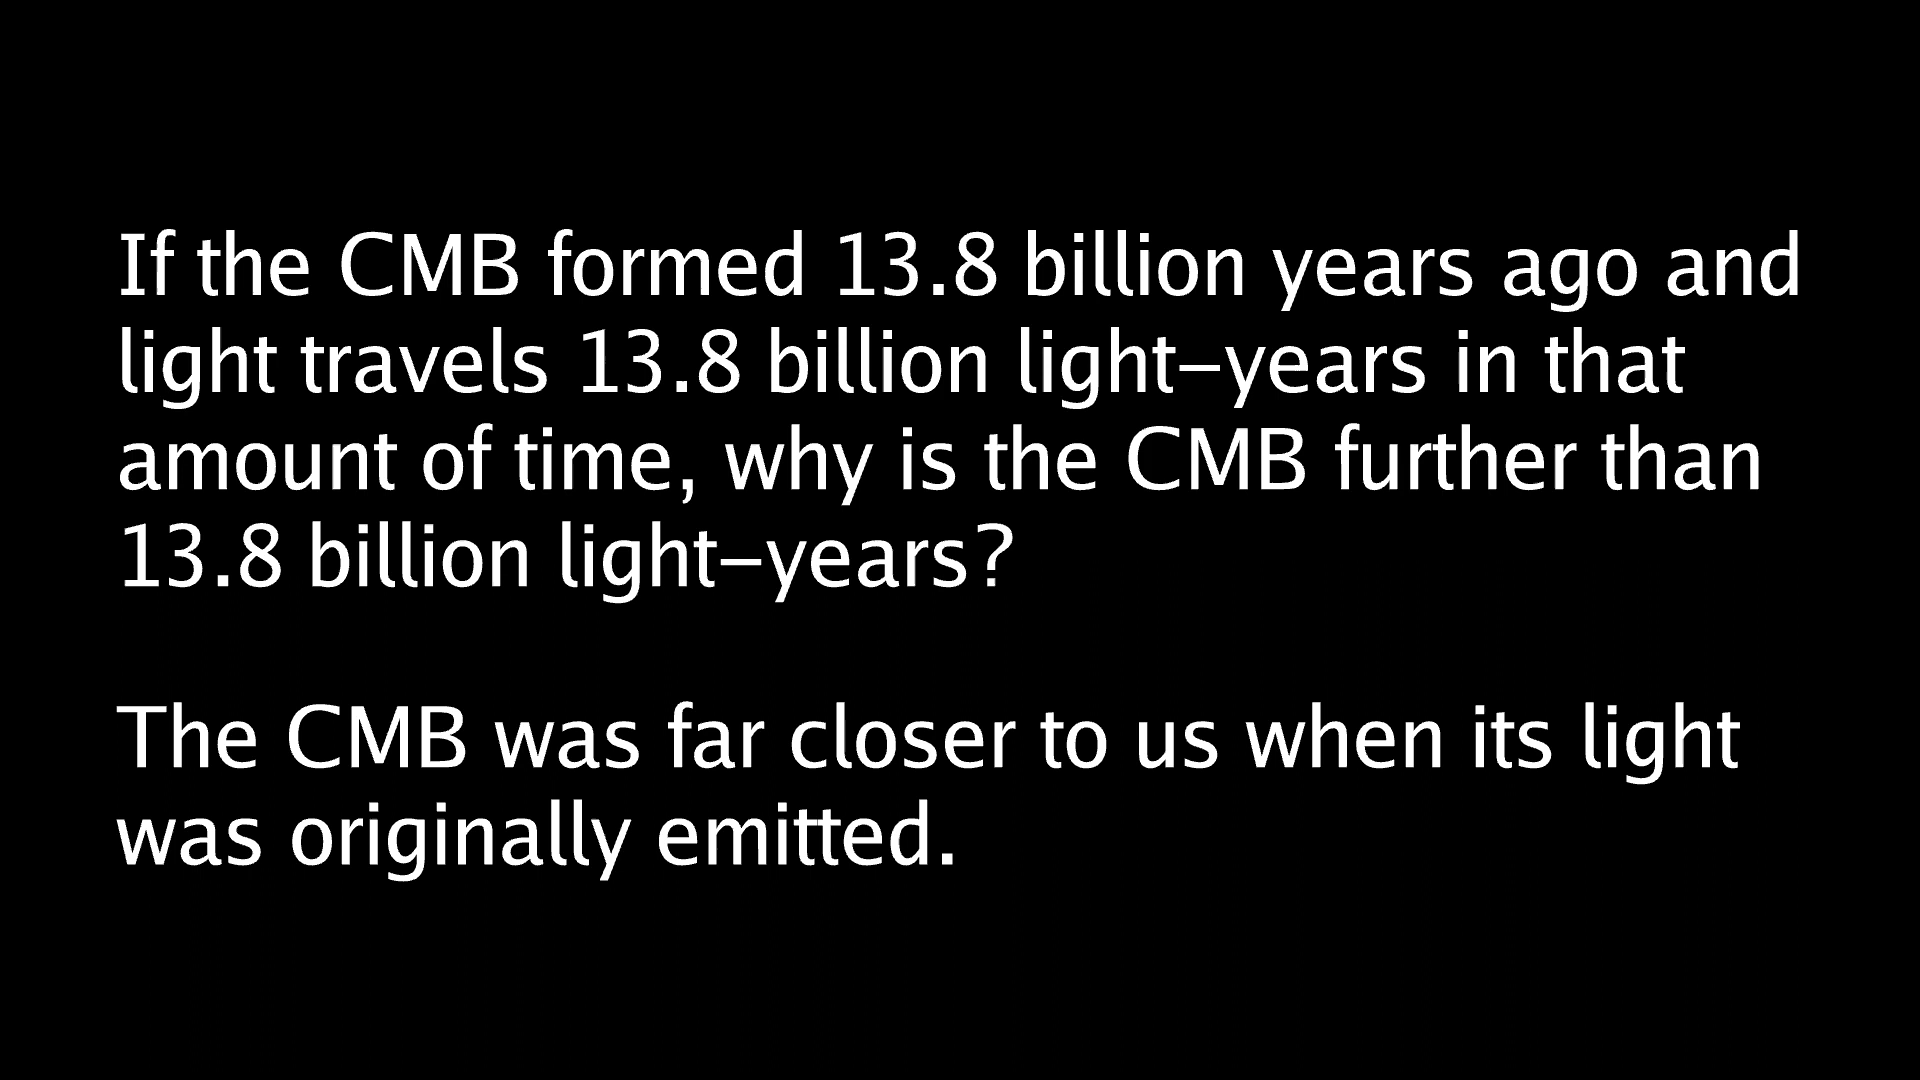 If the CMB formed 13.8 billion years ago and
light travels 13.8 billion light–years in that
amount of time, why is the CMB further than
13.8 billion light–years?
The CMB was far closer to us when its light
was originally emitted.